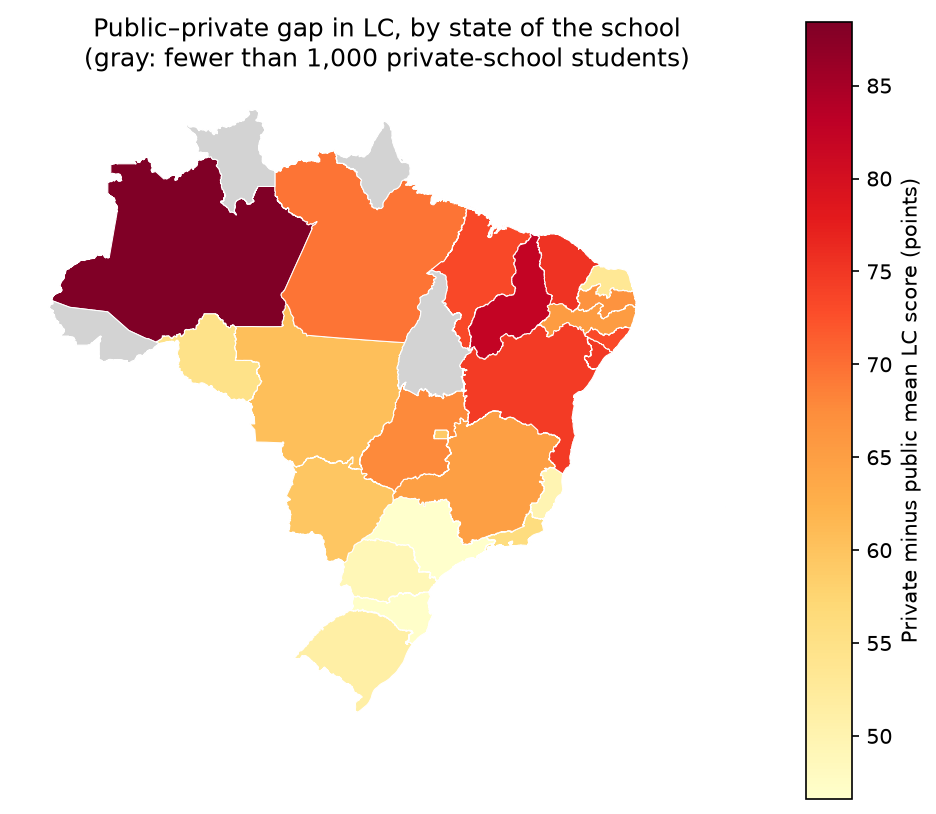 Public–private gap in LC, by state of the school
(gray: fewer than 1,000 private-school students)
85
80
75
70
65
60
55
50
Private minus public mean LC score (points)